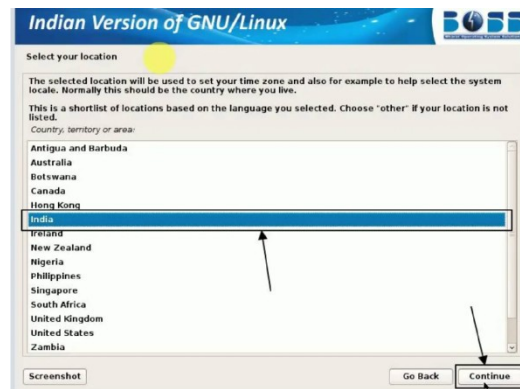 Indian Version of GNU/Linux
BOSS
Select your location
The selected location will be used to set your time zone and also for example to help select the system
locale. Normally this should be the country where you live.
This is a shortlist of locations based on the language you selected. Choose "other" if your location is not
listed.
Country, territory or area:
Antigua and Barbuda
Australia
Botswana
Canada
Hong Kong
India
Ireland
New Zealand
Nigeria
Philippines
Singapore
South Africa
United Kingdom
United States
Zambia
Screenshot
Go Back
Continue